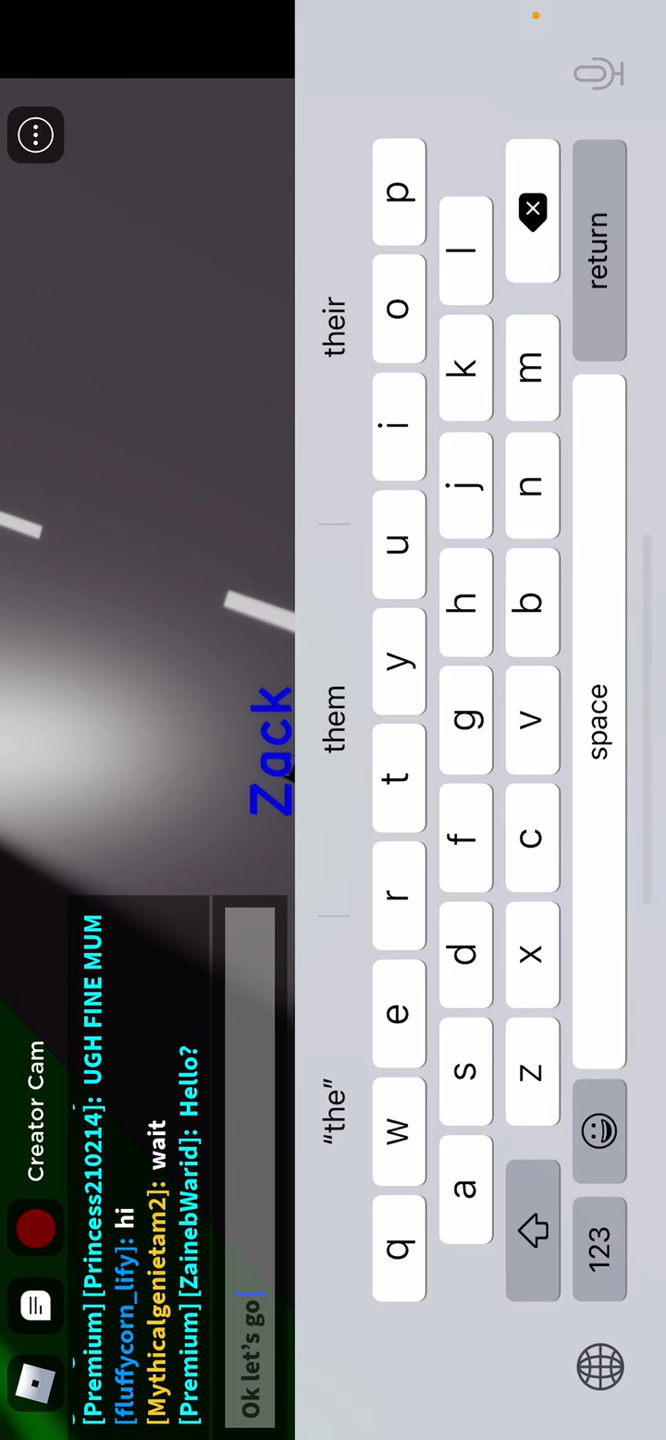 Creator Cam
[Premium] [Princess210214]: UGH FINE MUM
[fluffycorn_lify]: hi
[Mythicalgenietam2]: wait
[Premium] [ZainebWarid]: Hello?
Ok let's go
Zack
“the”
them
their
q w e r t y u i o p
a s d f g h j k l
z x c v b n m
123
space
return